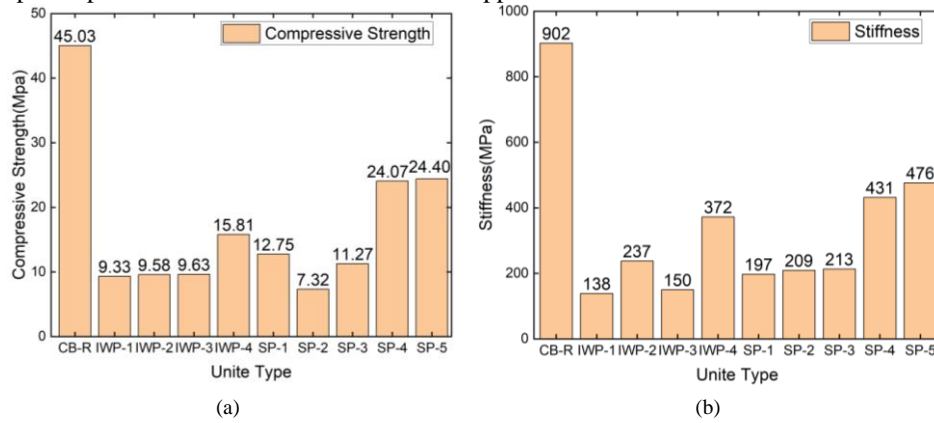 50
45.03
Compressive Strength
40
30
24.07 24.40
20
15.81
12.75
11.27
10
9.33 9.58 9.63
7.32
0
CB-R IWP-1 IWP-2 IWP-3 IWP-4 SP-1 SP-2 SP-3 SP-4 SP-5
Compressive Strength(Mpa)
Unite Type
(a)
1000
902
Stiffness
800
600
476
431
400
372
237
197 209 213
200
138
150
0
CB-R IWP-1 IWP-2 IWP-3 IWP-4 SP-1 SP-2 SP-3 SP-4 SP-5
Stiffness(MPa)
Unite Type
(b)